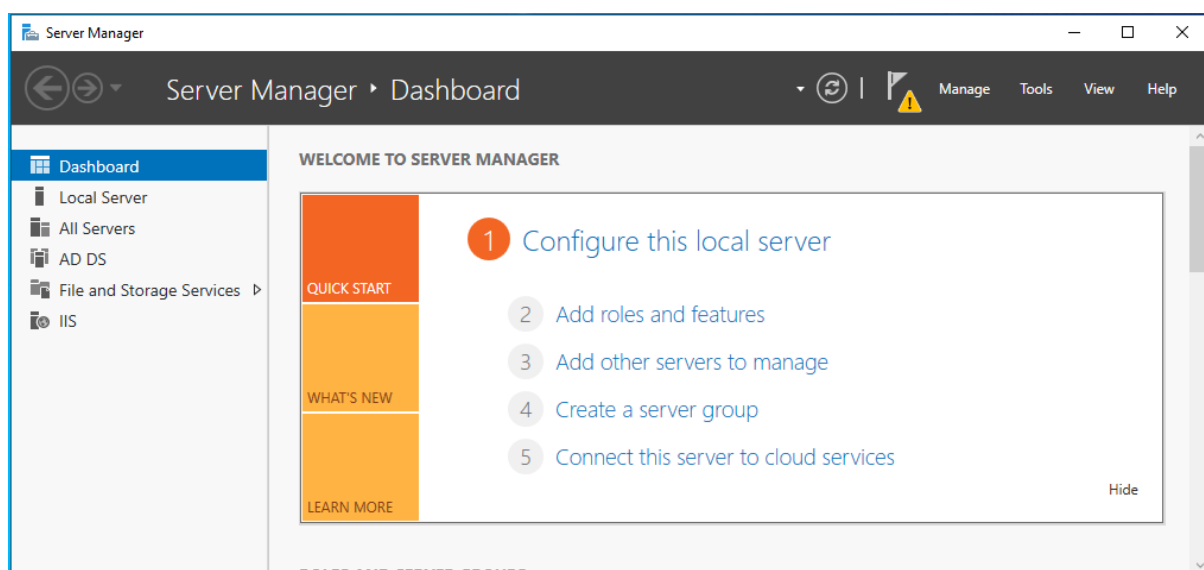 Server Manager
Server Manager • Dashboard
Manage Tools View Help
Dashboard
Local Server
All Servers
AD DS
File and Storage Services
IIS
WELCOME TO SERVER MANAGER
QUICK START
WHAT'S NEW
LEARN MORE
1 Configure this local server
2 Add roles and features
3 Add other servers to manage
4 Create a server group
5 Connect this server to cloud services
Hide